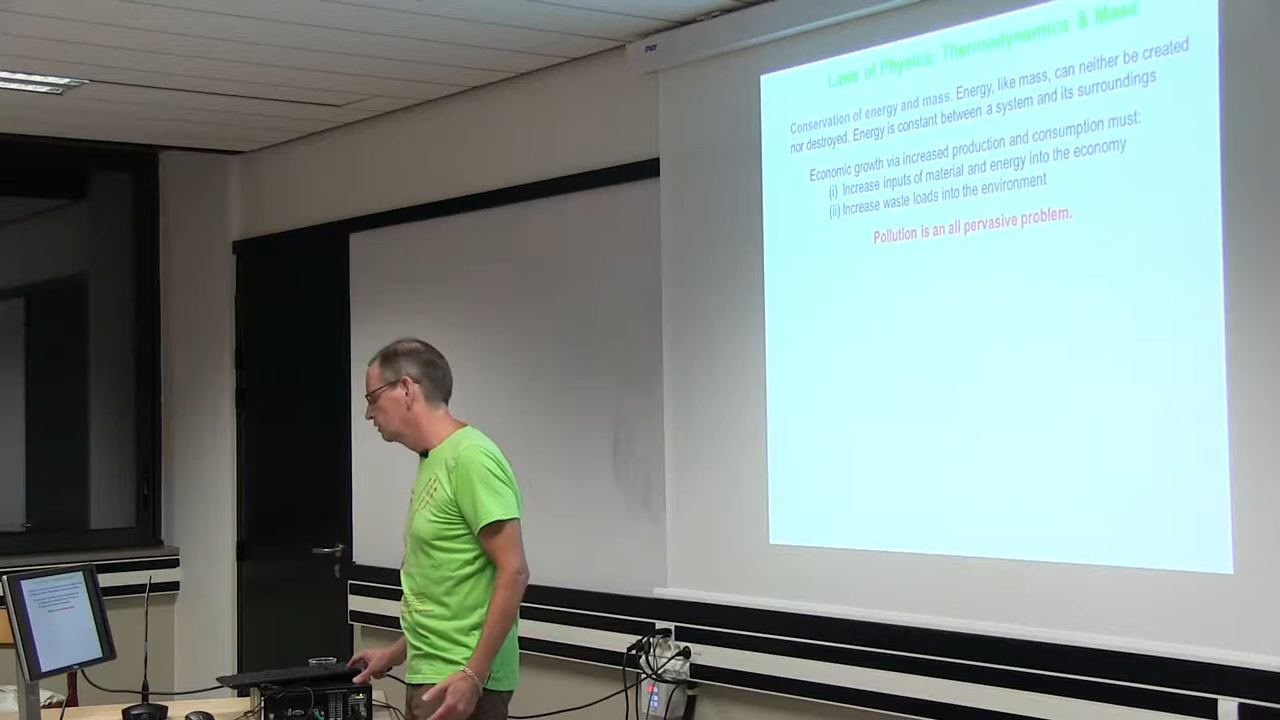 Laws of Physics: Thermodynamics & Mass
Conservation of energy and mass. Energy, like mass, can neither be created
nor destroyed. Energy is constant between a system and its surroundings
Economic growth via increased production and consumption must:
(i) Increase inputs of material and energy into the economy
(ii) Increase waste loads into the environment
Pollution is an all pervasive problem.